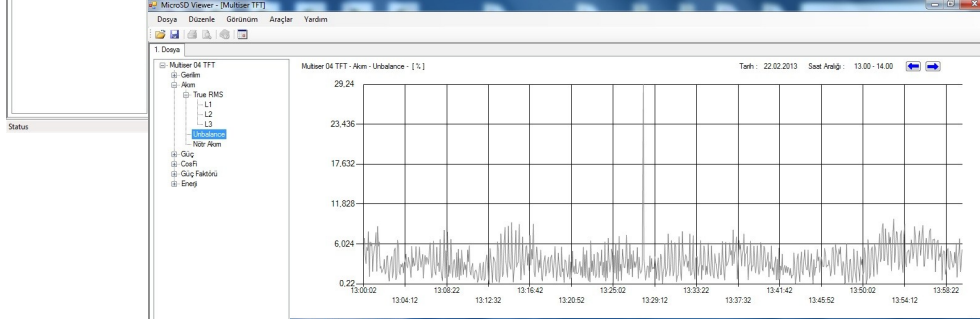 MicroSD Viewer - [Multiser TFT]
Dosya Düzenle Görünüm Araçlar Yardım
1. Dosya
Multiser 04 TFT
Gerilim
Akım
True RMS
L1
L2
L3
Unbalance
Nötr Akım
Güç
CosFi
Güç Faktörü
Enerji
Status
Multiser 04 TFT - Akım - Unbalance - [ % ]
Tarih : 22.02.2013 Saat Aralığı : 13.00 - 14.00
29,24
23,436
17,632
11,828
6,024
0,22
13:00:02 13:08:22 13:16:42 13:25:02 13:33:22 13:41:42 13:50:02 13:58:22
13:04:12 13:12:32 13:20:52 13:29:12 13:37:32 13:45:52 13:54:12